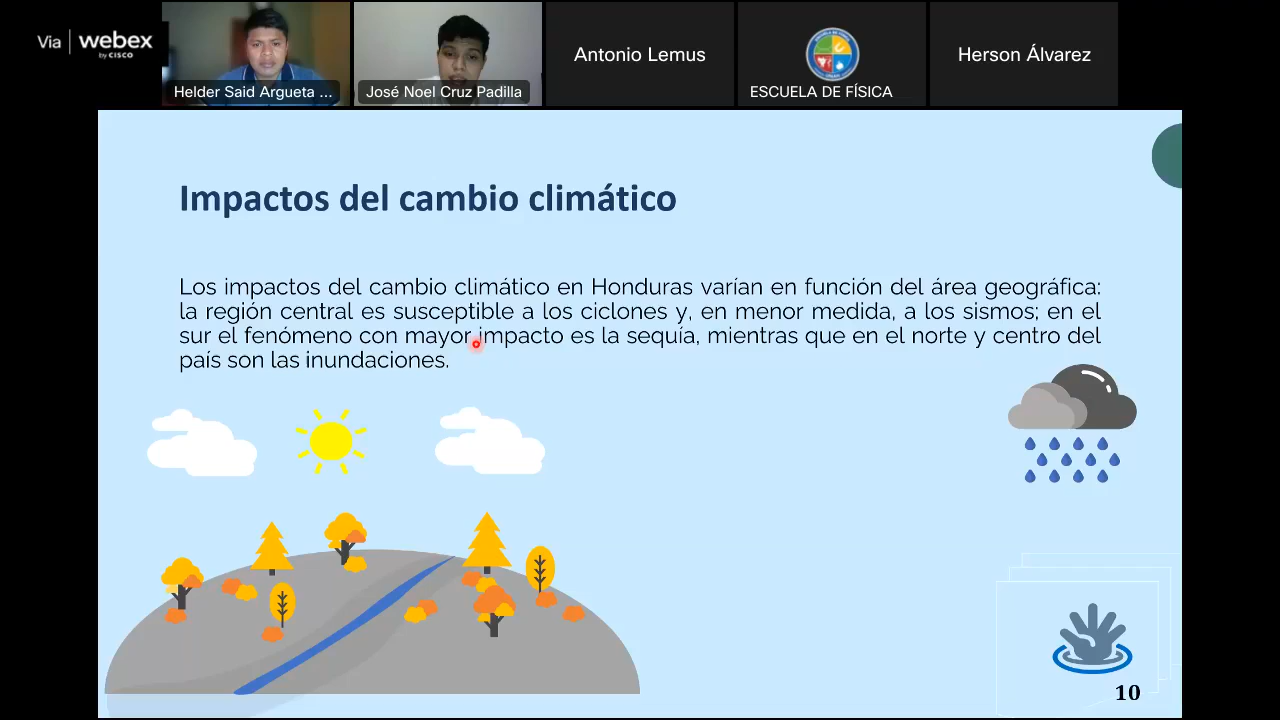 Via webex
by CISCO
Helder Said Argueta ...
José Noel Cruz Padilla
Antonio Lemus
ESCUELA DE FÍSICA
Herson Álvarez
Impactos del cambio climático
Los impactos del cambio climático en Honduras varían en función del área geográfica:
la región central es susceptible a los ciclones y, en menor medida, a los sismos; en el
sur el fenómeno con mayor impacto es la sequía, mientras que en el norte y centro del
país son las inundaciones.
10